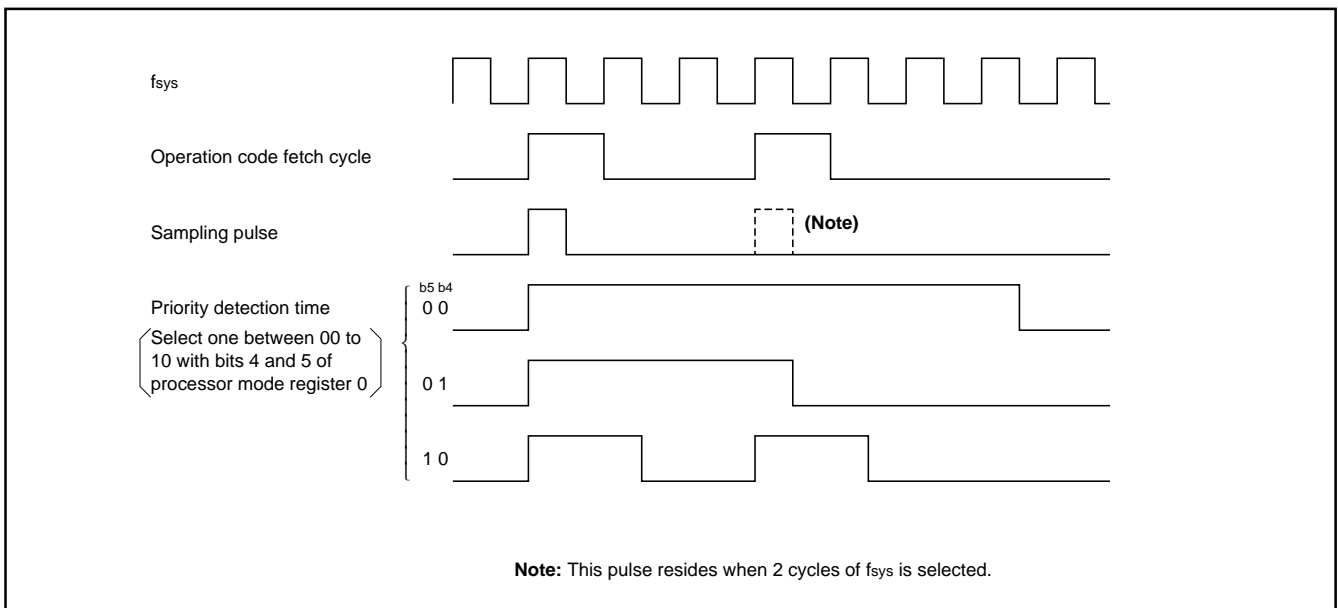 fsys
Operation code fetch cycle
Sampling pulse
(Note)
Priority detection time
Select one between 00 to
10 with bits 4 and 5 of
processor mode register 0
b5 b4
0 0
0 1
1 0
Note: This pulse resides when 2 cycles of fsys is selected.